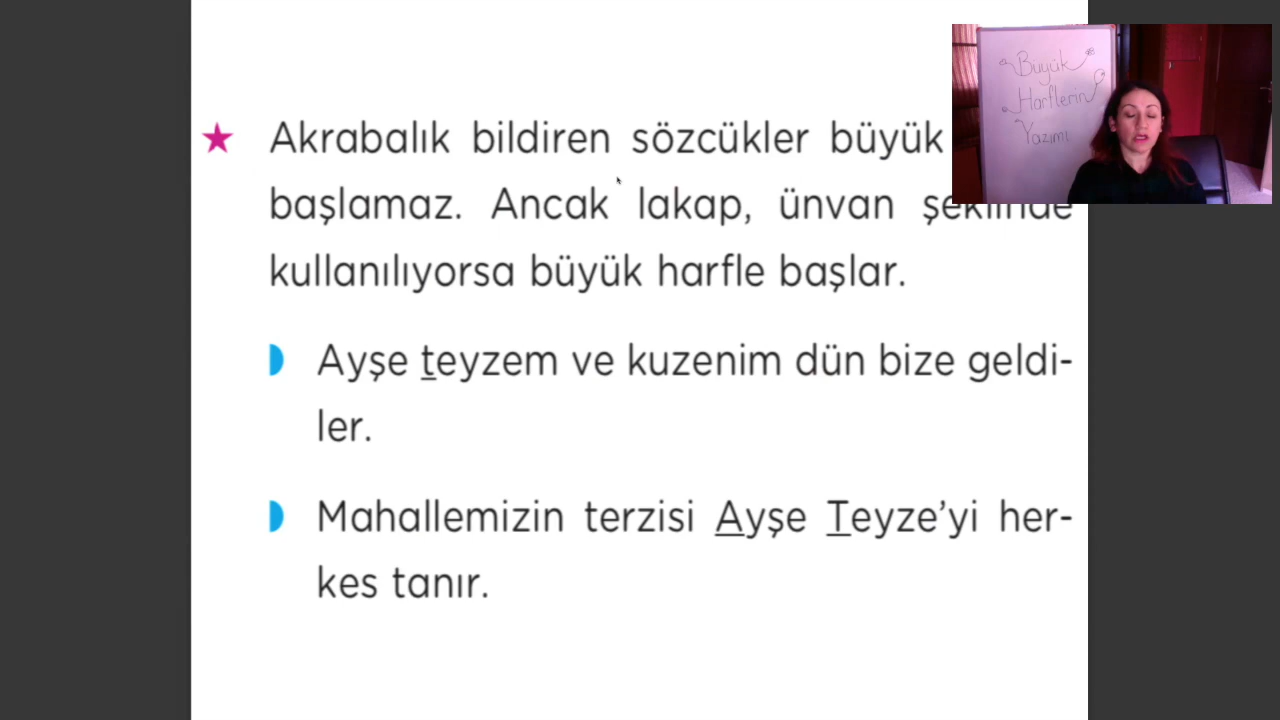 Akrabalık bildiren sözcükler büyük
başlamaz. Ancak lakap, ünvan şeklinde
kullanılıyorsa büyük harfle başlar.
Ayşe teyzem ve kuzenim dün bize geldi-
ler.
Mahallemizin terzisi Ayşe Teyze’yi her-
kes tanır.
Büyük
Harflerin
Yazımı